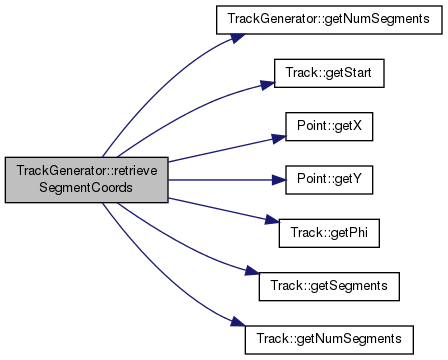 TrackGenerator::getNumSegments
Track::getStart
Point::getX
TrackGenerator::retrieve
SegmentCoords
Point::getY
Track::getPhi
Track::getSegments
Track::getNumSegments